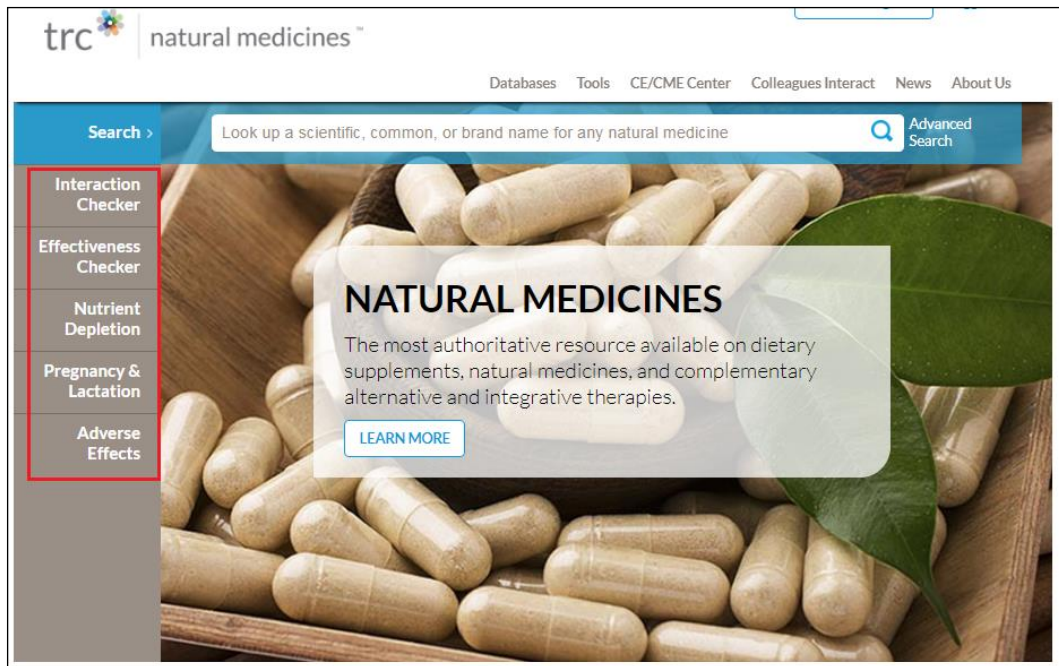 trc natural medicines™
Databases Tools CE/CME Center Colleagues Interact News About Us
Search >
Look up a scientific, common, or brand name for any natural medicine
Advanced
Search
Interaction
Checker
Effectiveness
Checker
Nutrient
Depletion
Pregnancy &
Lactation
Adverse
Effects
NATURAL MEDICINES
The most authoritative resource available on dietary
supplements, natural medicines, and complementary
alternative and integrative therapies.
LEARN MORE